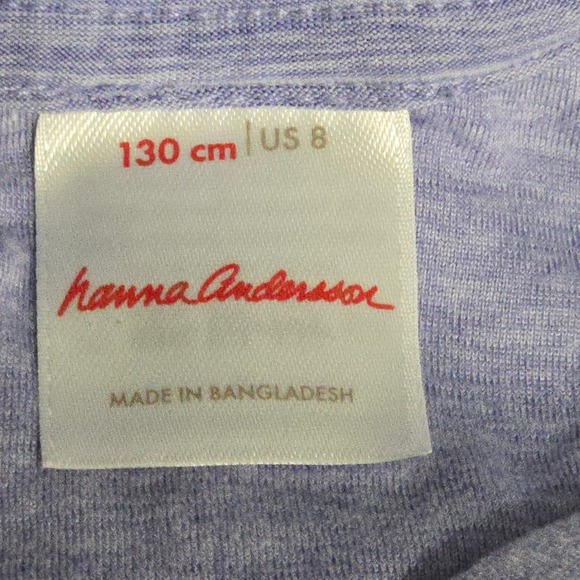 130 cm | US 8
hanna Andersson
MADE IN BANGLADESH